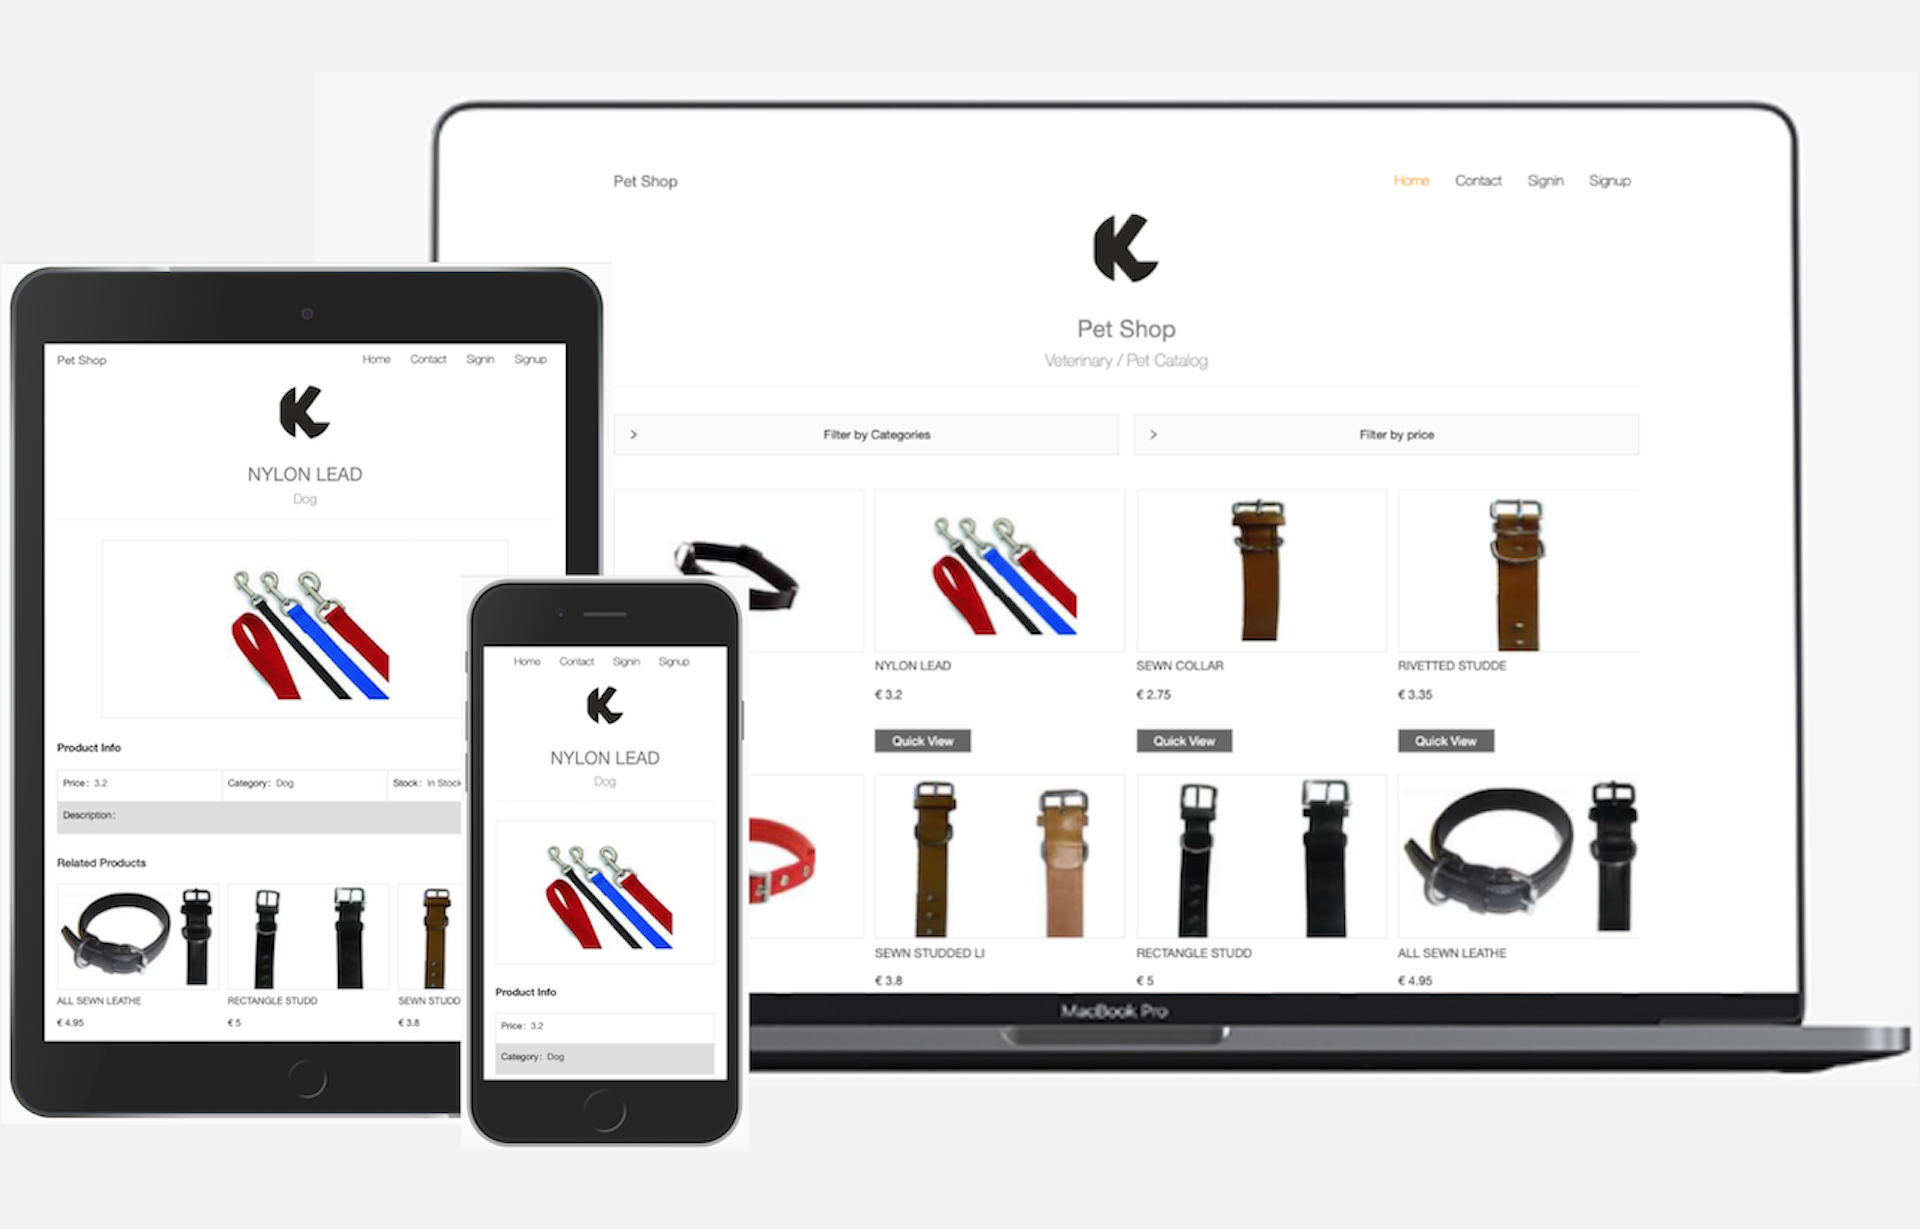 Pet Shop
Home Contact Signin Signup
Pet Shop
Veterinary / Pet Catalog
Filter by Categories
Filter by price
NYLON LEAD
€ 3.2
Quick View
SEWN COLLAR
€ 2.75
Quick View
RIVETTED STUDDE
€ 3.35
Quick View
SEWN STUDDED LI
€ 3.8
RECTANGLE STUDD
€ 5
ALL SEWN LEATHE
€ 4.95
MacBook Pro
Pet Shop
Home Contact Signin Signup
NYLON LEAD
Dog
Product Info
Price: 3.2
Category: Dog
Stock: In Stock
Description:
Related Products
ALL SEWN LEATHE
€ 4.95
RECTANGLE STUDD
€ 5
SEWN STUDD
€ 3.8
Home Contact Signin Signup
NYLON LEAD
Dog
Product Info
Price: 3.2
Category: Dog